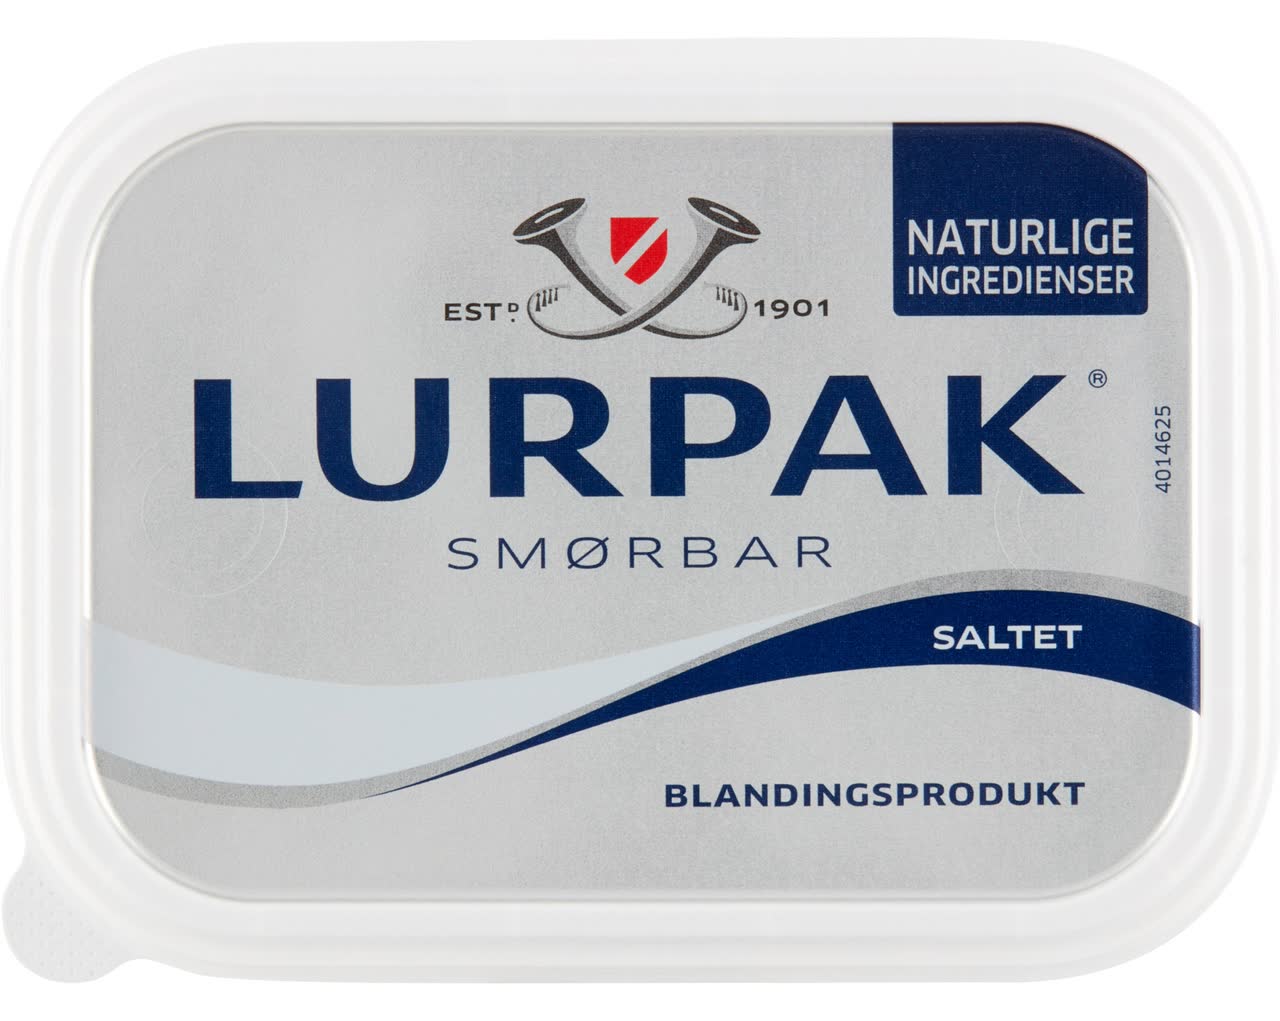 NATURLIGE
INGREDIENSER
ESTD. 1901
LURPAK®
SMØRBAR
4014625
SALTET
BLANDINGSPRODUKT